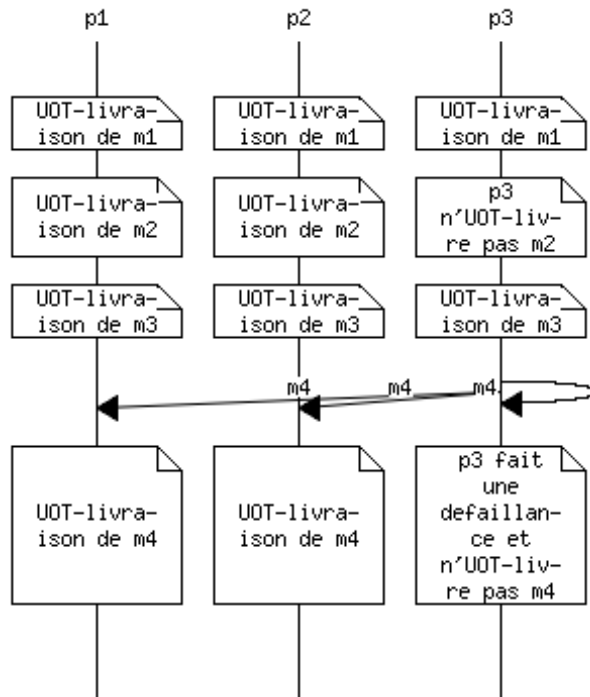 p1 p2 p3
UOT-livra-
ison de m1
UOT-livra-
ison de m1
UOT-livra-
ison de m1
UOT-livra-
ison de m2
UOT-livra-
ison de m2
p3
n'UOT-liv-
re pas m2
UOT-livra-
ison de m3
UOT-livra-
ison de m3
UOT-livra-
ison de m3
m4 m4 m4
UOT-livra-
ison de m4
UOT-livra-
ison de m4
p3 fait
une
defaillan-
ce et
n'UOT-liv-
re pas m4